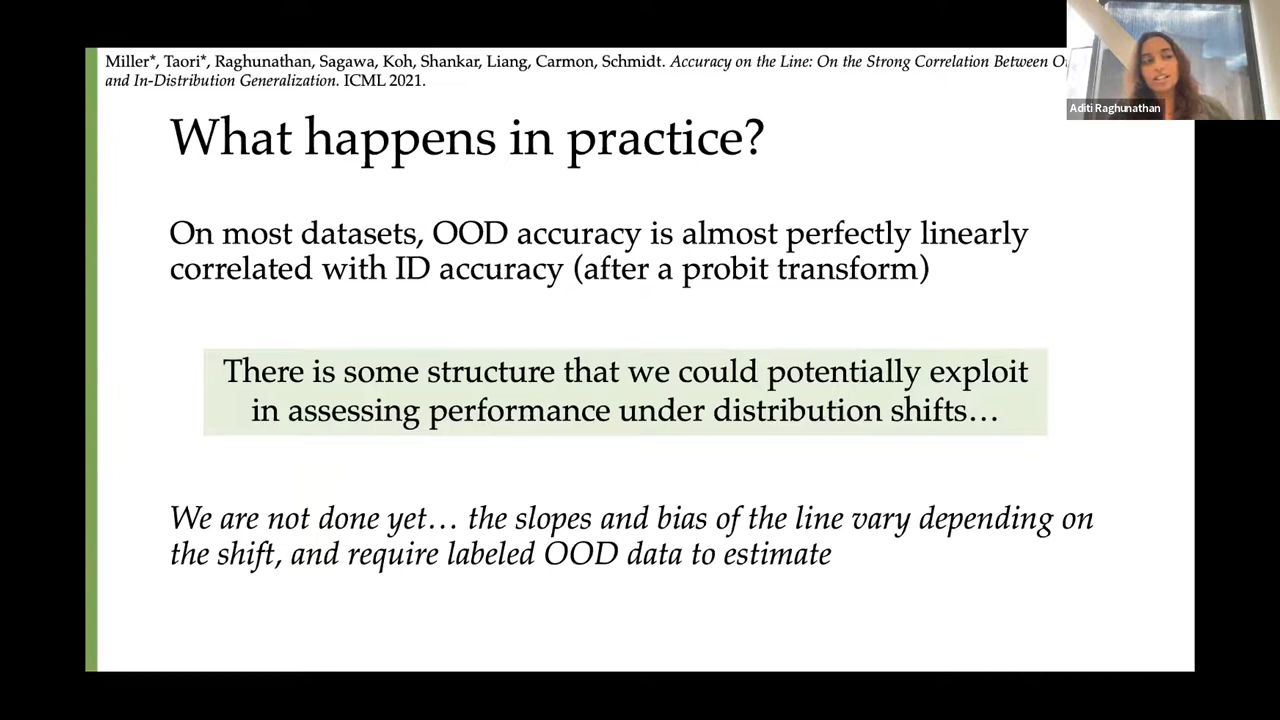 Miller*, Taori*, Raghunathan, Sagawa, Koh, Shankar, Liang, Carmon, Schmidt. Accuracy on the Line: On the Strong Correlation Between
and In-Distribution Generalization. ICML 2021.
Aditi Raghunathan
What happens in practice?
On most datasets, OOD accuracy is almost perfectly linearly
correlated with ID accuracy (after a probit transform)
There is some structure that we could potentially exploit
in assessing performance under distribution shifts…
We are not done yet… the slopes and bias of the line vary depending on
the shift, and require labeled OOD data to estimate